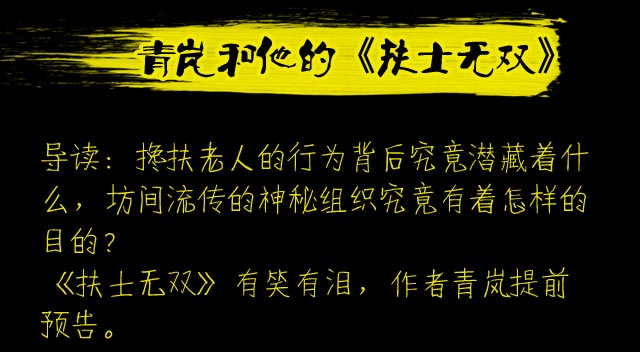 青岚和他的《扶士无双》
导读：搀扶老人的行为背后究竟潜藏着什
么，坊间流传的神秘组织究竟有着怎样的
目的？
《扶士无双》有笑有泪，作者青岚提前
预告。